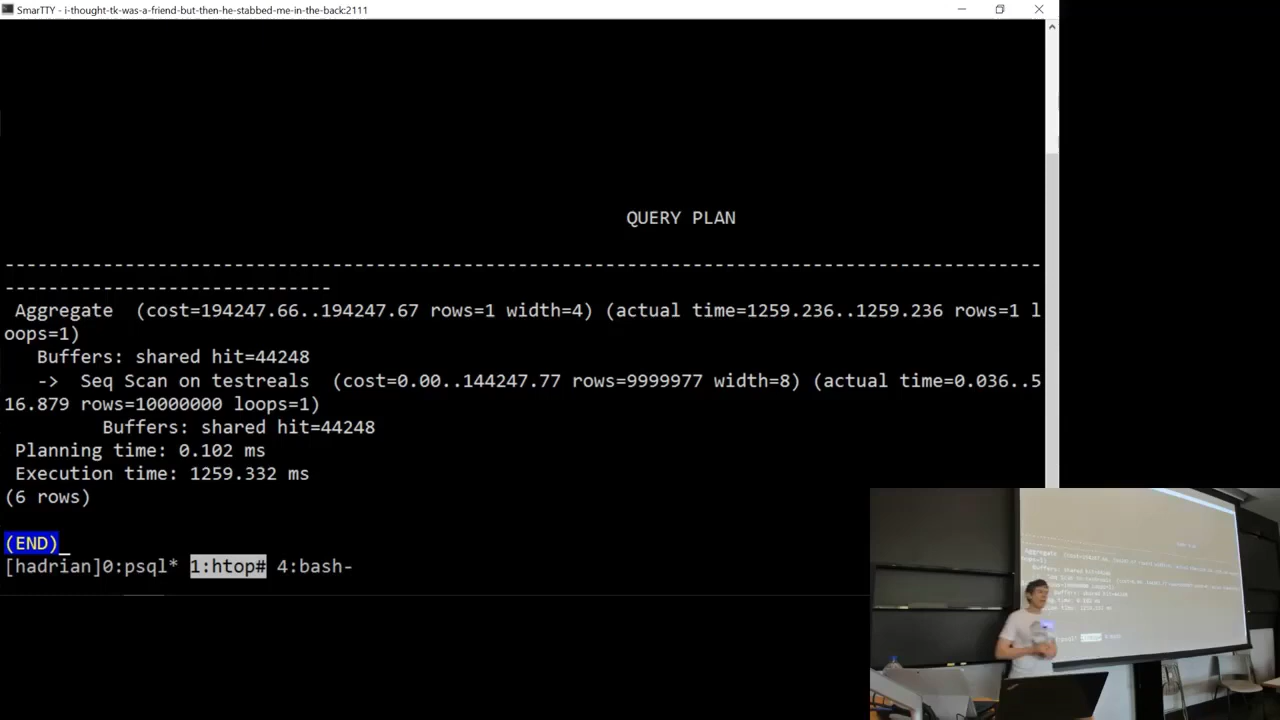 SmarTTY - i-thought-tk-was-a-friend-but-then-he-stabbed-me-in-the-back:2111
QUERY PLAN
--------------------------------------------------------------------------------------------------------
------------------------------
Aggregate  (cost=194247.66..194247.67 rows=1 width=4) (actual time=1259.236..1259.236 rows=1 l
oops=1)
Buffers: shared hit=44248
->  Seq Scan on testreals  (cost=0.00..144247.77 rows=9999977 width=8) (actual time=0.036..5
16.879 rows=10000000 loops=1)
Buffers: shared hit=44248
Planning time: 0.102 ms
Execution time: 1259.332 ms
(6 rows)
(END)_
[hadrian]0:psql* 1:htop# 4:bash-